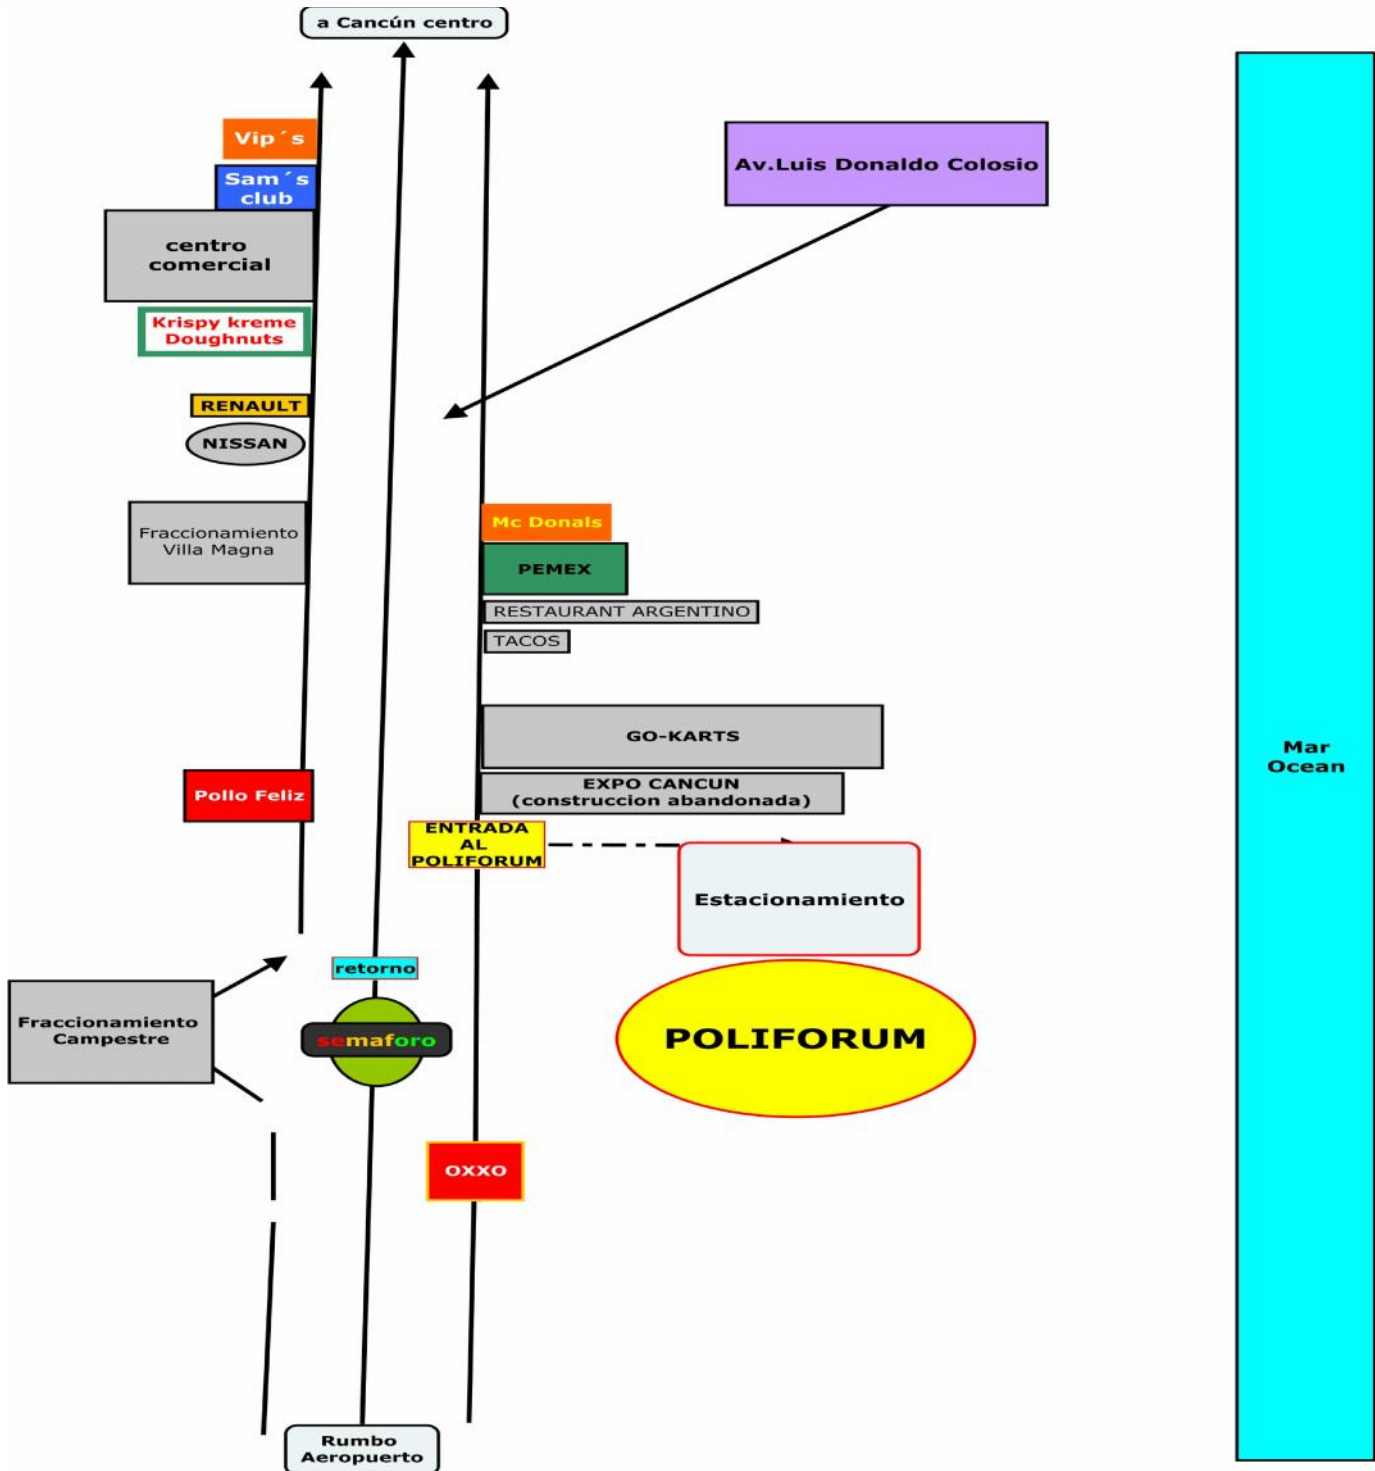 a Cancún centro
Vip´s
Sam´s
club
centro
comercial
Krispy kreme
Doughnuts
RENAULT
NISSAN
Fraccionamiento
Villa Magna
Av.Luis Donaldo Colosio
Mc Donals
PEMEX
RESTAURANT ARGENTINO
TACOS
GO-KARTS
EXPO CANCUN
(construccion abandonada)
Pollo Feliz
ENTRADA
AL
POLIFORUM
Estacionamiento
retorno
Fraccionamiento
Campestre
semaforo
POLIFORUM
OXXO
Rumbo
Aeropuerto
Mar
Ocean